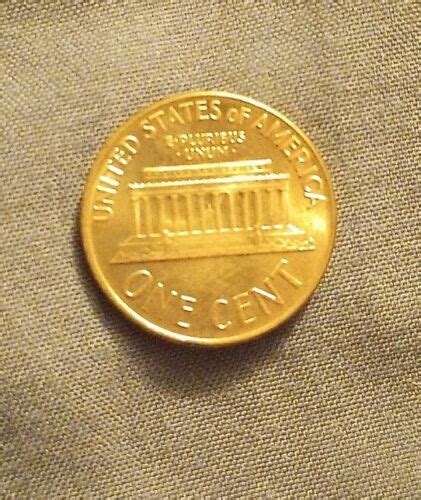 UNITED STATES of AMERICA
E·PLURIBUS
·UNUM·
ONE CENT